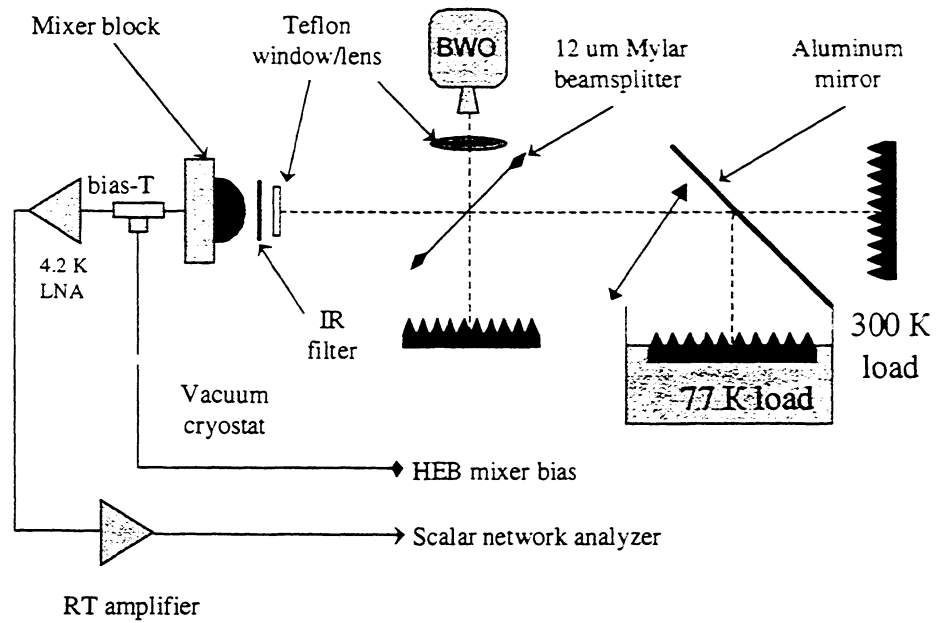 Mixer block
Teflon
window/lens
BWO
12 um Mylar
beamsplitter
Aluminum
mirror
bias-T
4.2 K
LNA
IR
filter
300 K
load
77 K load
Vacuum
cryostat
HEB mixer bias
Scalar network analyzer
RT amplifier